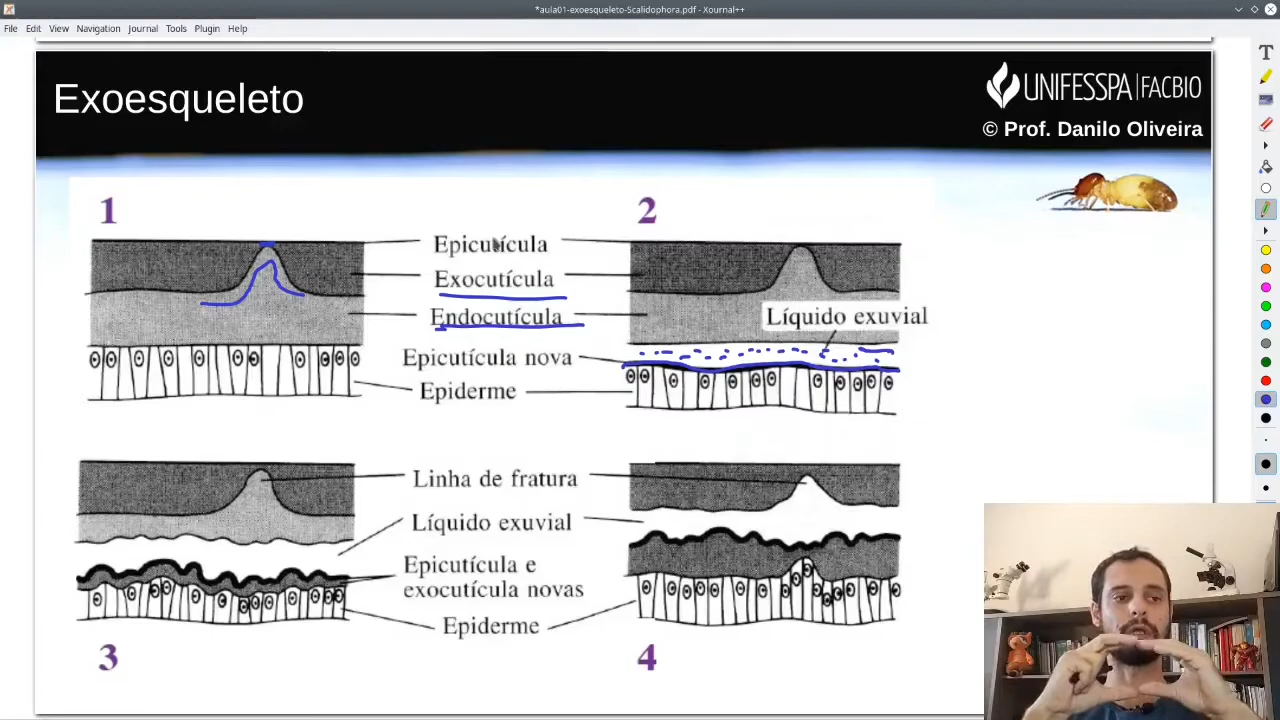 *aula01-exoesqueleto-Scalidophora.pdf - Xournal++
File Edit View Navigation Journal Tools Plugin Help
Exoesqueleto
UNIFESSPA|FACBIO
© Prof. Danilo Oliveira
1
2
Epicutícula
Exocutícula
Endocutícula
Líquido exuvial
Epicutícula nova
Epiderme
Linha de fratura
Líquido exuvial
Epicutícula e
exocutícula novas
Epiderme
3
4
T